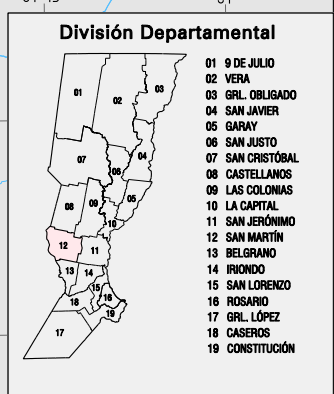 División Departamental
01 9 DE JULIO
02 VERA
03 GRL. OBLIGADO
04 SAN JAVIER
05 GARAY
06 SAN JUSTO
07 SAN CRISTÓBAL
08 CASTELLANOS
09 LAS COLONIAS
10 LA CAPITAL
11 SAN JERÓNIMO
12 SAN MARTÍN
13 BELGRANO
14 IRIONDO
15 SAN LORENZO
16 ROSARIO
17 GRL. LÓPEZ
18 CASEROS
19 CONSTITUCIÓN
01
02
03
04
07
06
05
08
09
10
12
11
13
14
15
16
18
19
17